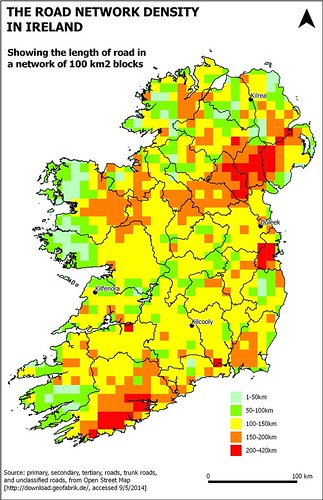 THE ROAD NETWORK DENSITY
IN IRELAND
Showing the length of road in
a network of 100 km2 blocks
Kilrea
Kilfenora
Kilcooly
1-50km
50-100km
100-150km
150-200km
200-420km
Source: primary, secondary, tertiary, roads, trunk roads,
and unclassified roads, from Open Street Map
[http://download.geofabrik.de/, accessed 9/5/2014]
0
100 km